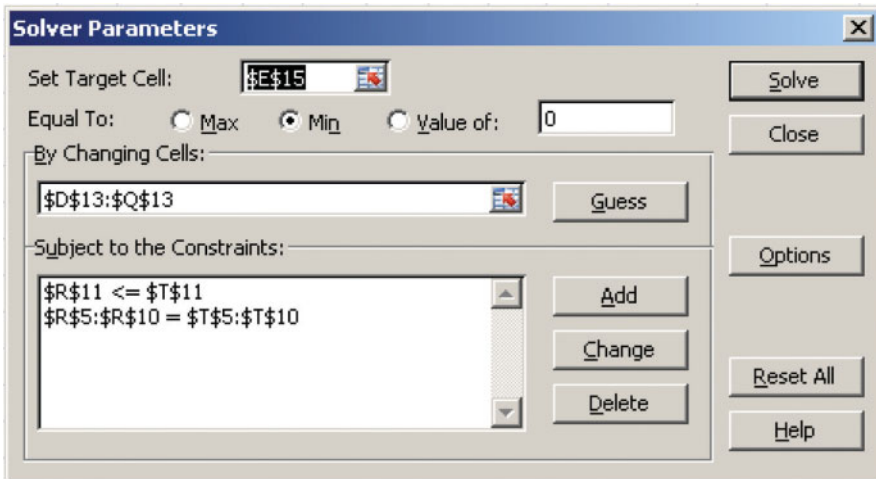 Solver Parameters
Set Target Cell: $E$15 Solve
Equal To: Max Min Value of: 0 Close
By Changing Cells:
$D$13:$Q$13 Guess
Subject to the Constraints: Options
$R$11 <= $T$11 Add
$R$5:$R$10 = $T$5:$T$10
Change
Reset All
Delete
Help